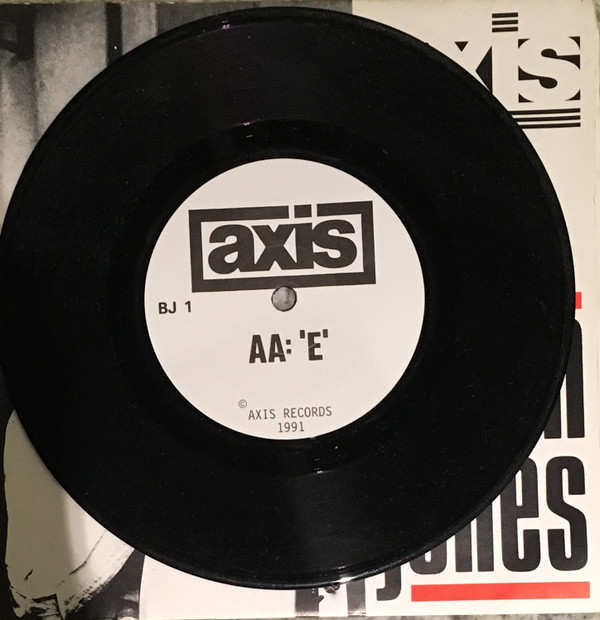 axis
axis
BJ 1
AA: 'E'
©
AXIS RECORDS
1991